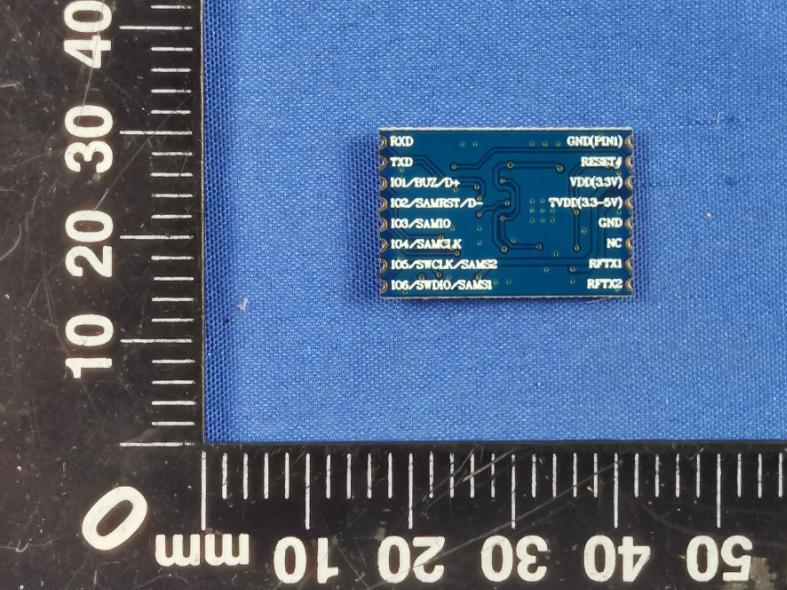 40
30
20
10
0 mm 10 20 30 40 50
RXD GND(PIN1)
TXD RESET#
IO1/BUZ/D+ VDD(3.3V)
IO2/SAMRST/D- TVDD(3.3-5V)
IO3/SAMIO GND
IO4/SAMCLK NC
IO5/SWCLK/SAMS2 RFTX1
IO6/SWDIO/SAMS1 RFTX2